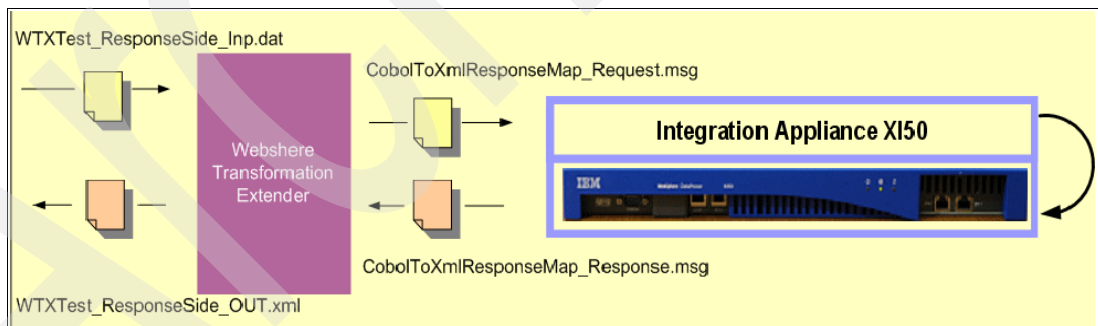 WTXTest_ResponseSide_Inp.dat
CobolToXmlResponseMap_Request.msg
Webshere
Transformation
Extender
Integration Appliance XI50
IBM
CobolToXmlResponseMap_Response.msg
WTXTest_ResponseSide_OUT.xml